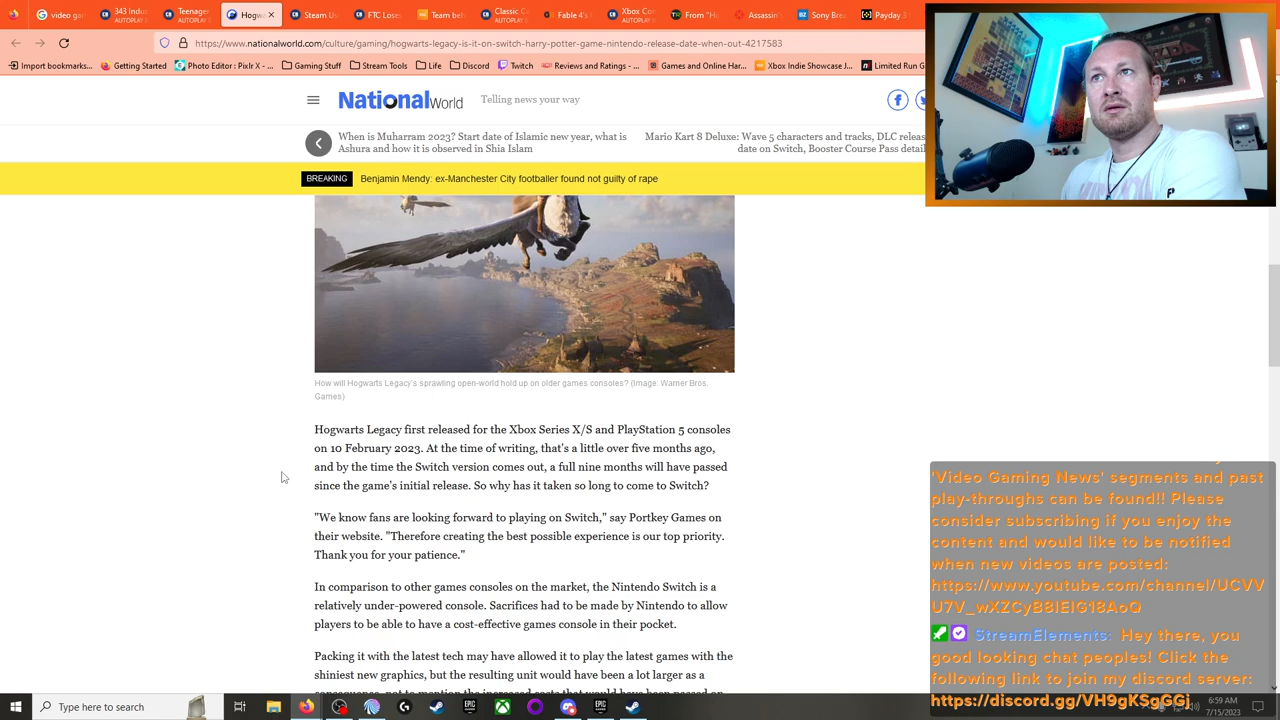 video gar
343 Indus
AUTOPLAY
Teenager
AUTOPLAY
Hogw
Steam Us
FTC Loses
Team beh
Classic Co
AUTOPLAY
Fable 4's
Xbox Co
AUTOPLAY
From "Hi
Assassin's
Sony Brea
Payday 3
https://www.nationalworld.com/culture/gaming/hogwarts-legacy-is-it-on-switch-harry-potter-game-nintendo-release-date-when-out-4217583
Import bookmarks... Getting Started Photo Editor : Pixlr X - ... Gaming Stuff Stream Tools Life Discord Twitch Reviews and Ratings - ... Games and Online Har... Xbox Indie Showcase J... Limited Run G
NationalWorld Telling news your way
When is Muharram 2023? Start date of Islamic new year, what is
Ashura and how it is observed in Shia Islam
Mario Kart 8 Deluxe: Wave 5 characters and tracks, DLC releas
date on Switch, Booster Course Pass detail
BREAKING Benjamin Mendy: ex-Manchester City footballer found not guilty of rape
How will Hogwarts Legacy's sprawling open-world hold up on older games consoles? (Image: Warner Bros.
Games)
Hogwarts Legacy first released for the Xbox Series X/S and PlayStation 5 consoles
on 10 February 2023. At the time of writing, that's a little over five months ago,
and by the time the Switch version comes out, a full nine months will have passed
since the game's initial release. So why has it taken so long to come to Switch?
"We know fans are looking forward to playing on Switch," say Portkey Games on
their website. "Therefore creating the best possible experience is our top priority.
Thank you for your patience."
In comparison to other games consoles on the market, the Nintendo Switch is a
relatively under-powered console. Sacrifices had to be made by Nintendo to allow
players to be able to have a cost-effective games console in their pocket.
Packing it with the latest tech may have allowed it to play the latest games with the
shiniest new graphics, but the resulting unit would have been a lot larger as a
'Video Gaming News' segments and past
play-throughs can be found!! Please
consider subscribing if you enjoy the
content and would like to be notified
when new videos are posted:
https://www.youtube.com/channel/UCVV
U7V_wXZCyB8IEIG18AoQ
StreamElements: Hey there, you
good looking chat peoples! Click the
following link to join my discord server:
https://discord.gg/VH9gKSgGGj
Type here to search
6:59 AM
7/15/2023